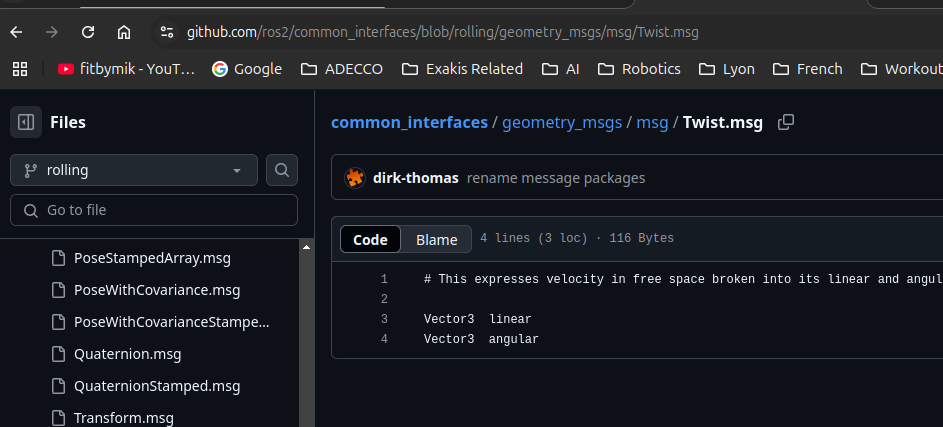 github.com/ros2/common_interfaces/blob/rolling/geometry_msgs/msg/Twist.msg
fitbymik - YouT... Google ADECCO Exakis Related AI Robotics Lyon French Workout
Files
rolling
Go to file
PoseStampedArray.msg
PoseWithCovariance.msg
PoseWithCovarianceStampe...
Quaternion.msg
QuaternionStamped.msg
Transform.msg
common_interfaces / geometry_msgs / msg / Twist.msg
dirk-thomas rename message packages
Code Blame 4 lines (3 loc) · 116 Bytes
1 # This expresses velocity in free space broken into its linear and angul
2
3 Vector3 linear
4 Vector3 angular